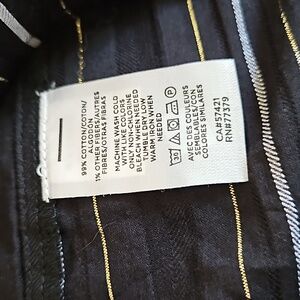 99% COTTON/COTON/
ALGODON
1% OTHER FIBERS/AUTRES
FIBRES/OTRAS FIBRAS
MACHINE WASH COLD
WITH LIKE COLORS
ONLY NON-CHLORINE
BLEACH WHEN NEEDED
TUMBLE DRY LOW
WARM IRON WHEN
NEEDED
AVEC DES COULEURS
SEMBLABLES/CON
COLORES SIMILARES
CA#57421
RN#77379